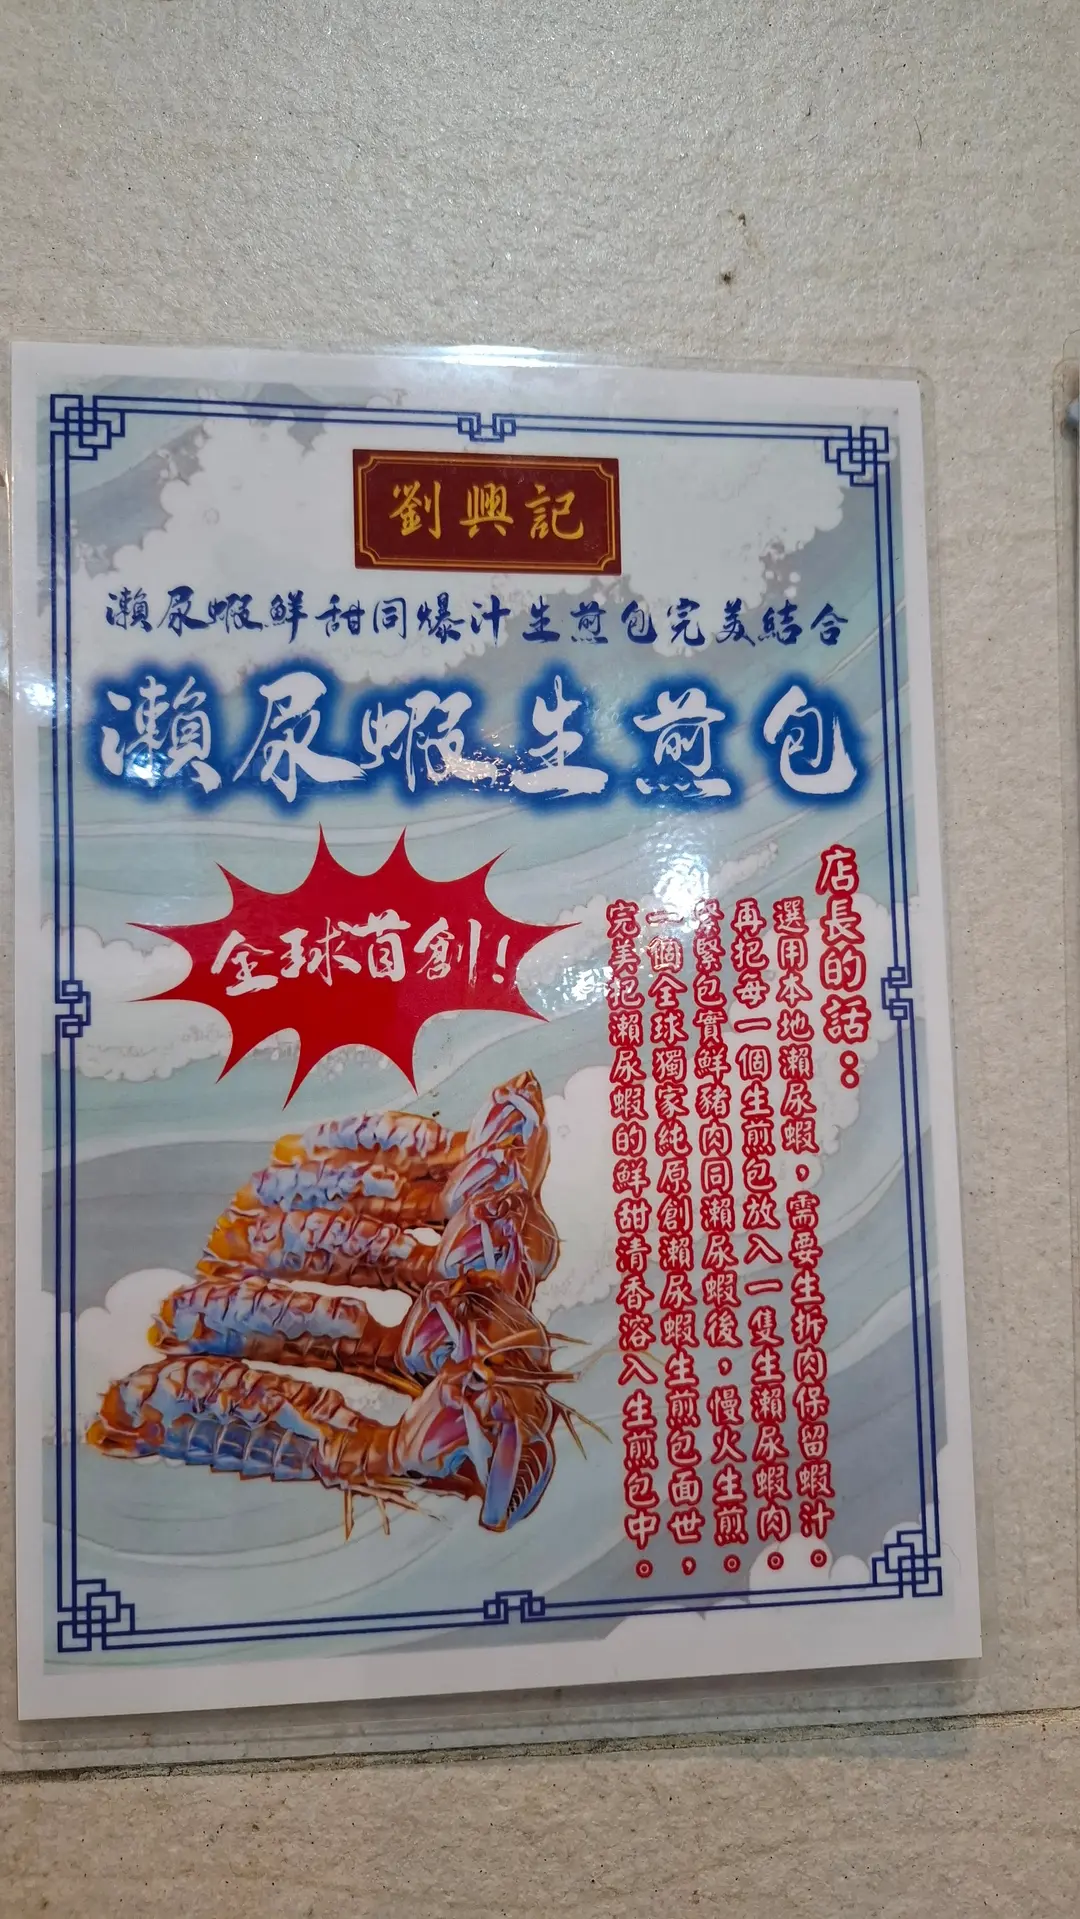 劉興記
瀨尿蝦鮮甜同爆汁生煎包完美結合
瀨尿蝦生煎包
全球首創!
店長的話：
選用本地瀨尿蝦，需要生拆肉保留蝦汁。
再把每一個生煎包放入一隻生瀨尿蝦肉。
緊緊包實鮮豬肉同瀨尿蝦後，慢火生煎。
一個全球獨家純原創瀨尿蝦生煎包面世，
完美把瀨尿蝦的鮮甜清香溶入生煎包中。